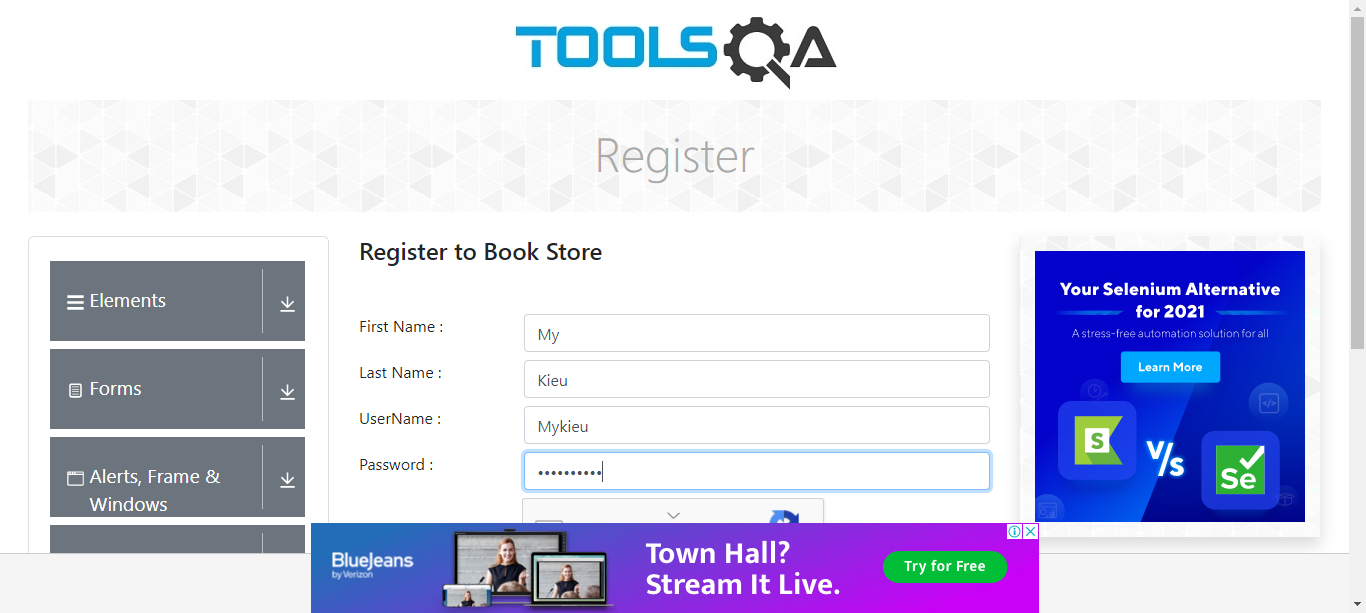 TOOLSQA
Register
Elements
Forms
Alerts, Frame &
Windows
Register to Book Store
First Name :
My
Last Name :
Kieu
UserName :
Mykieu
Password :
••••••••••
Your Selenium Alternative
for 2021
A stress-free automation solution for all
Learn More
S
V/s
Se
BlueJeans
by Verizon
Town Hall?
Stream It Live.
Try for Free